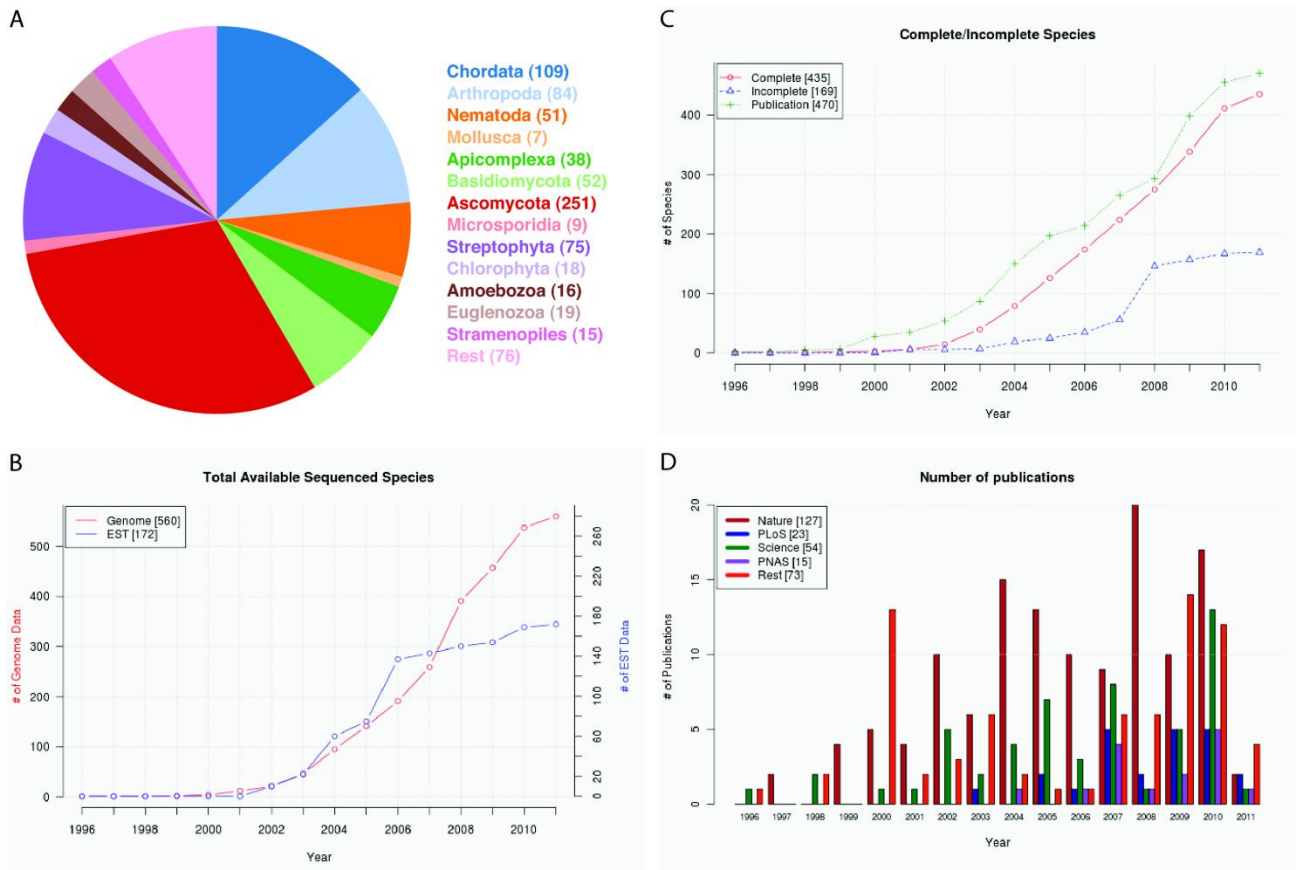 A
Chordata (109)
Arthropoda (84)
Nematoda (51)
Mollusca (7)
Apicomplexa (38)
Basidiomycota (52)
Ascomycota (251)
Microsporidia (9)
Streptophyta (75)
Chlorophyta (18)
Amoebozoa (16)
Euglenozoa (19)
Stramenopiles (15)
Rest (76)
C
Complete/Incomplete Species
Complete [435]
Incomplete [169]
Publication [470]
# of Species
400
300
200
100
0
1996 1998 2000 2002 2004 2006 2008 2010
Year
B
Total Available Sequenced Species
Genome [560]
EST [172]
# of Genome Data
500
400
300
200
100
0
# of EST Data
260
220
180
140
100
60
20
0
1996 1998 2000 2002 2004 2006 2008 2010
Year
D
Number of publications
Nature [127]
PLoS [23]
Science [54]
PNAS [15]
Rest [73]
# of Publications
20
15
10
5
0
1996 1997 1998 1999 2000 2001 2002 2003 2004 2005 2006 2007 2008 2009 2010 2011
Year